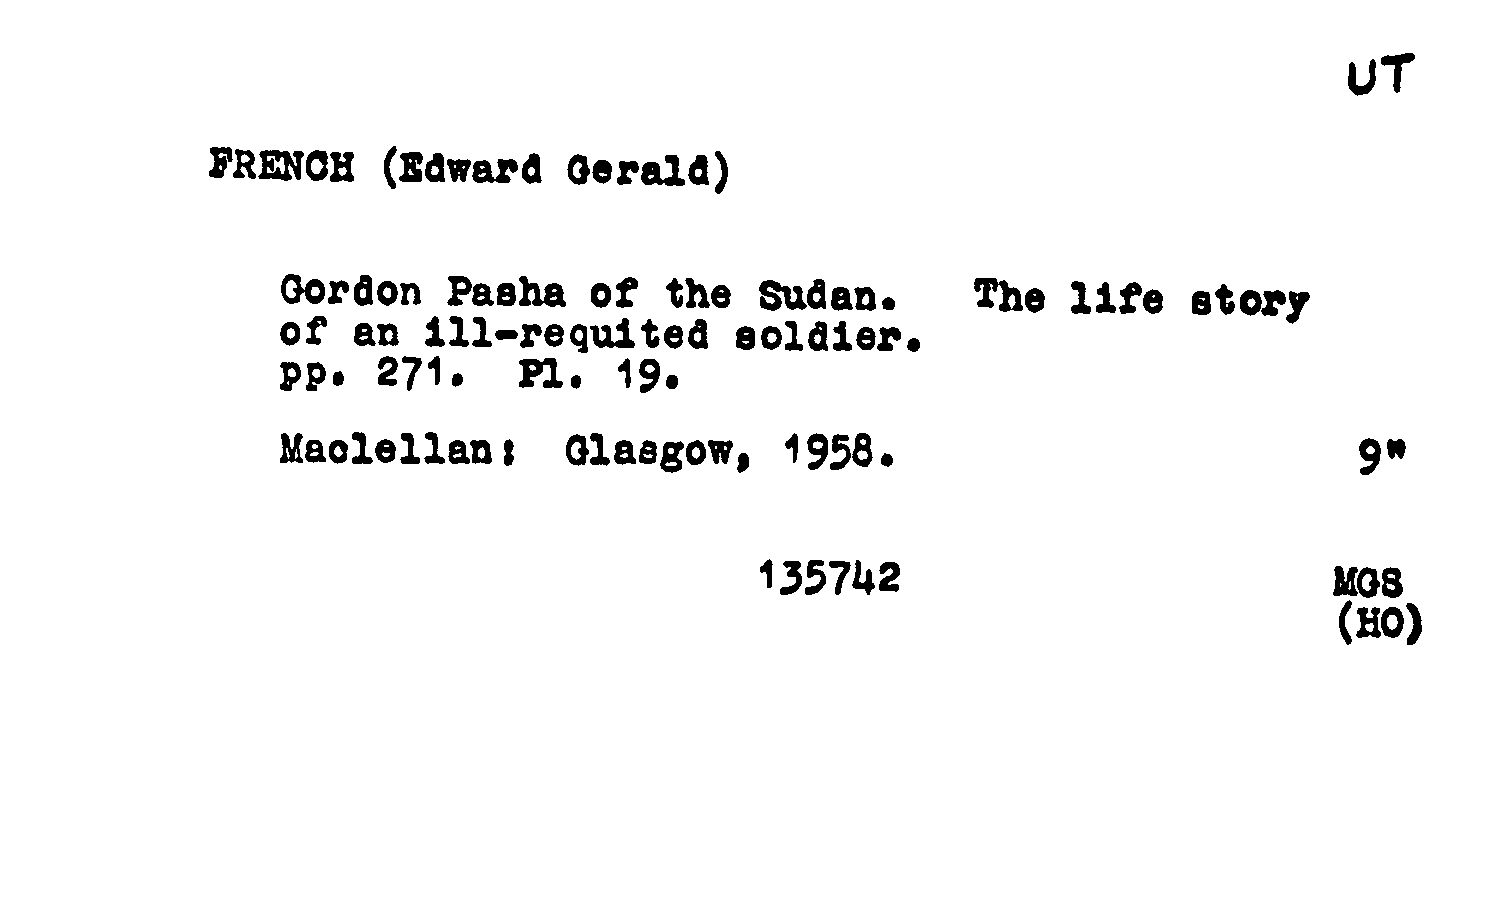 UT
FRENCH (Edward Gerald)
Gordon Pasha of the Sudan. The life story
of an ill-requited soldier.
pp. 271. Pl. 19.
Maclellan: Glasgow, 1958. 9"
135742 MGS
(HO)